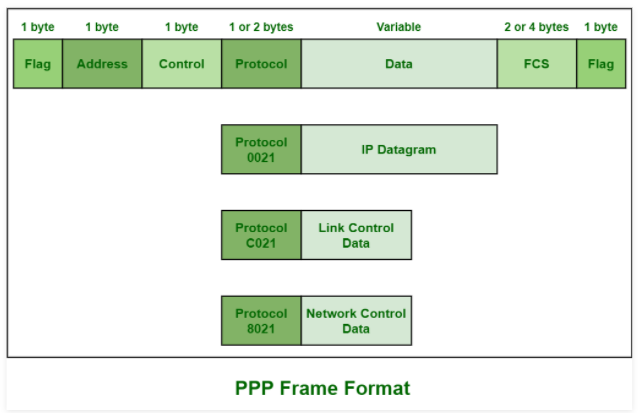 1 byte 1 byte 1 byte 1 or 2 bytes Variable 2 or 4 bytes 1 byte
Flag Address Control Protocol Data FCS Flag
Protocol
0021
IP Datagram
Protocol
C021
Link Control
Data
Protocol
8021
Network Control
Data
PPP Frame Format